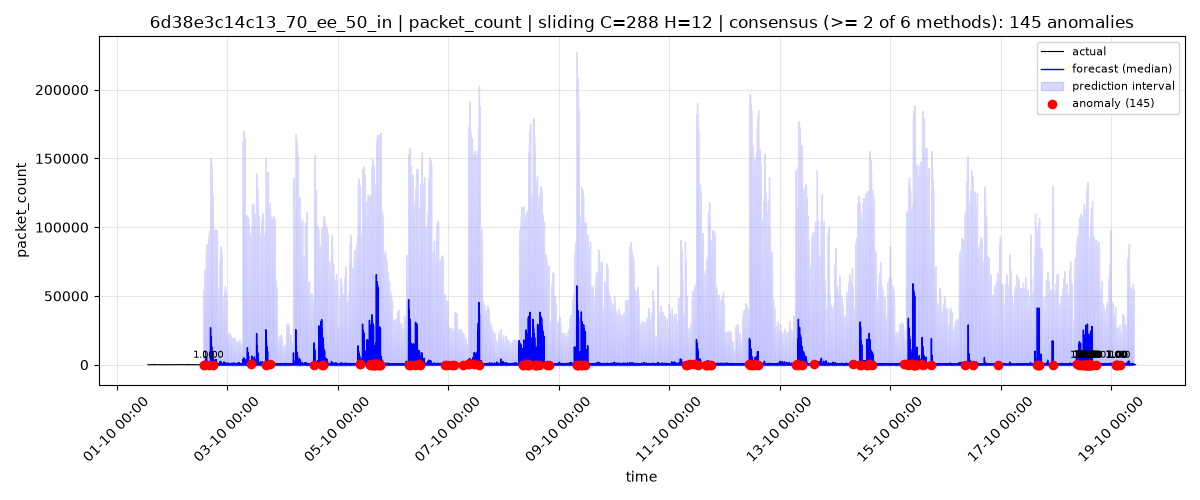 6d38e3c14c13_70_ee_50_in | packet_count | sliding C=288 H=12 | consensus (>= 2 of 6 methods): 145 anomalies
actual
forecast (median)
prediction interval
anomaly (145)
packet_count
200000
150000
100000
50000
0
01-10 00:00
03-10 00:00
05-10 00:00
07-10 00:00
09-10 00:00
11-10 00:00
13-10 00:00
15-10 00:00
17-10 00:00
19-10 00:00
time